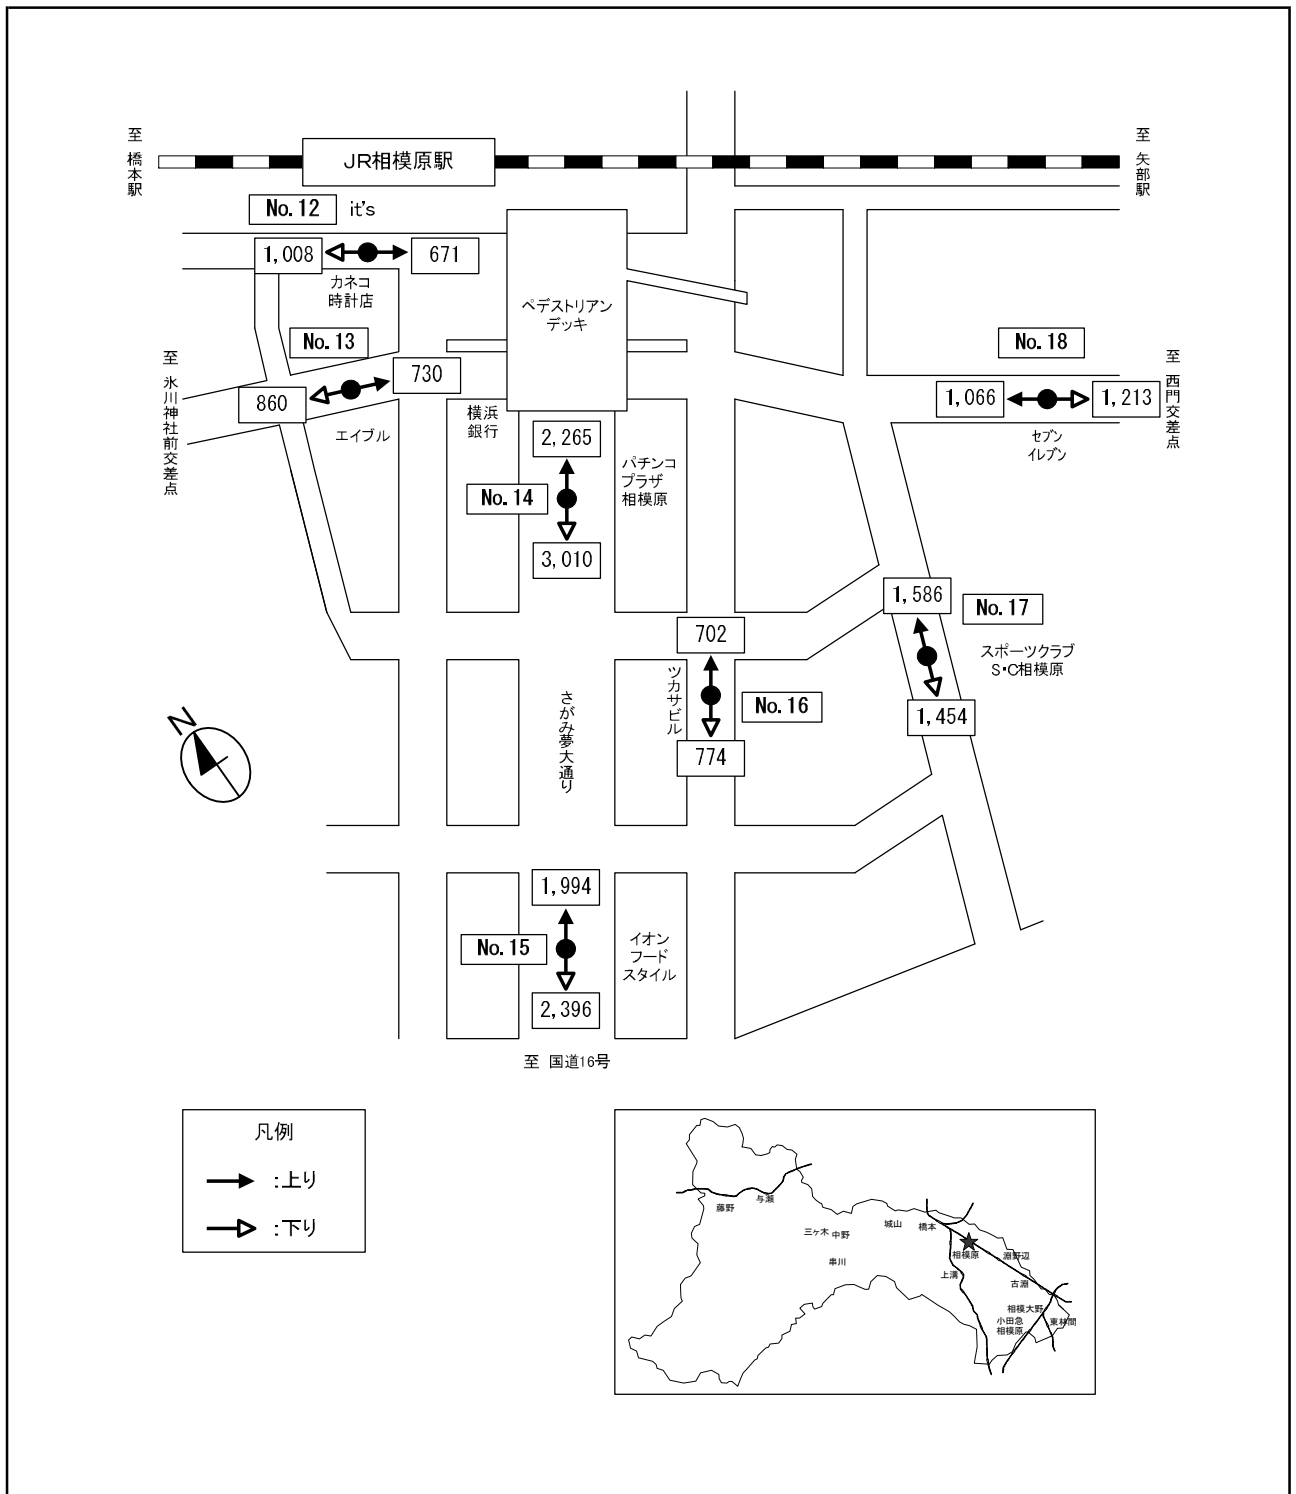 至 橋本駅
JR相模原駅
至 矢部駅
No.12
it's
1,008
671
カネコ
時計店
ペデストリアン
デッキ
No.13
No.18
至 氷川神社前交差点
730
860
エイブル
横浜
銀行
1,066
1,213
至 西門交差点
セブン
イレブン
2,265
パチンコ
プラザ
相模原
No.14
3,010
1,586
No.17
702
スポーツクラブ
S・C相模原
ツカサビル
No.16
さがみ夢大通り
1,454
774
N
1,994
No.15
イオン
フード
スタイル
2,396
至 国道16号
凡例
:上り
:下り
藤野
与瀬
三ヶ木
中野
城山
橋本
串川
相模原
淵野辺
上溝
古淵
相模大野
小田急
相模原
東林間